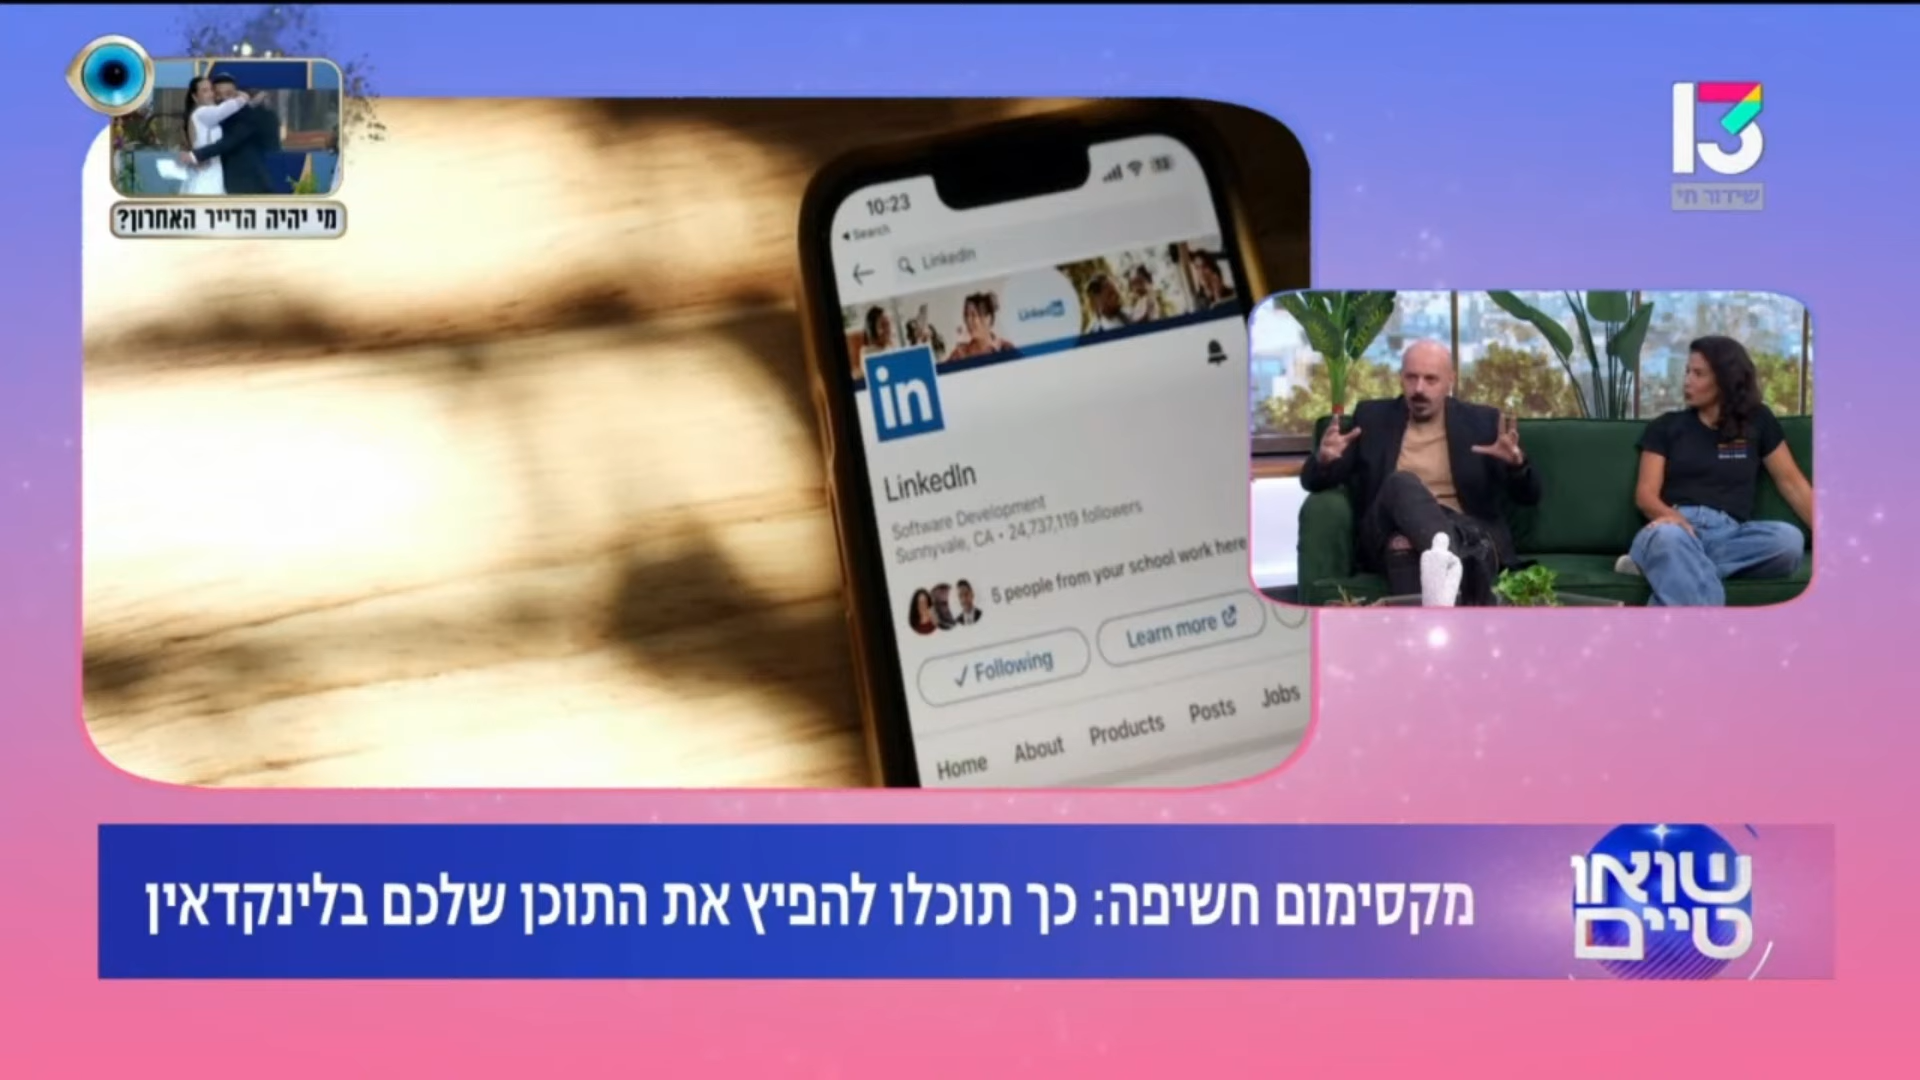 מי יהיה הדייר האחרון?
13
שידור חי
10:23
Search
LinkedIn
LinkedIn
in
LinkedIn
Software Development
Sunnyvale, CA • 24,737,119 followers
5 people from your school work here
✓ Following
Learn more
Home About Products Posts Jobs
מקסימום חשיפה: כך תוכלו להפיץ את התוכן שלכם בלינקדאין
שואו
טיים